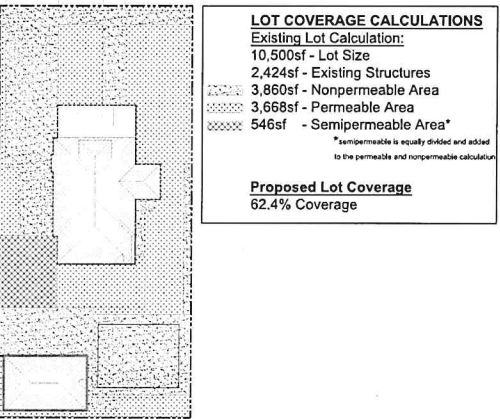 LOT COVERAGE CALCULATIONS
Existing Lot Calculation:
10,500sf - Lot Size
2,424sf - Existing Structures
3,860sf - Nonpermeable Area
3,668sf - Permeable Area
546sf - Semipermeable Area*
*semipermeable is equally divided and added
to the permeable and nonpermeable calculation
Proposed Lot Coverage
62.4% Coverage